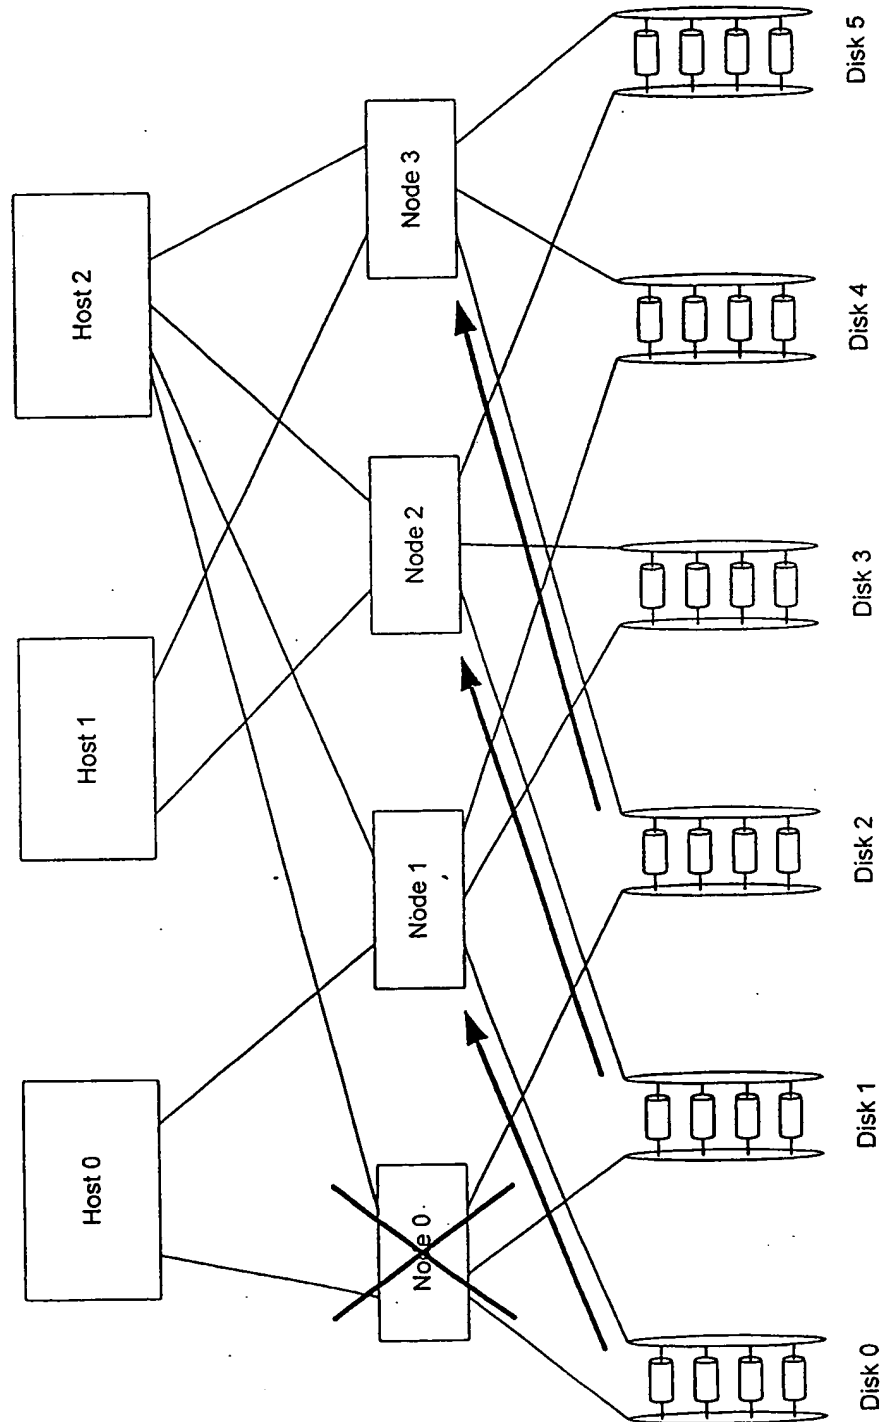 Host 0
Host 1
Host 2
Node 0
Node 1
Node 2
Node 3
Disk 0
Disk 1
Disk 2
Disk 3
Disk 4
Disk 5